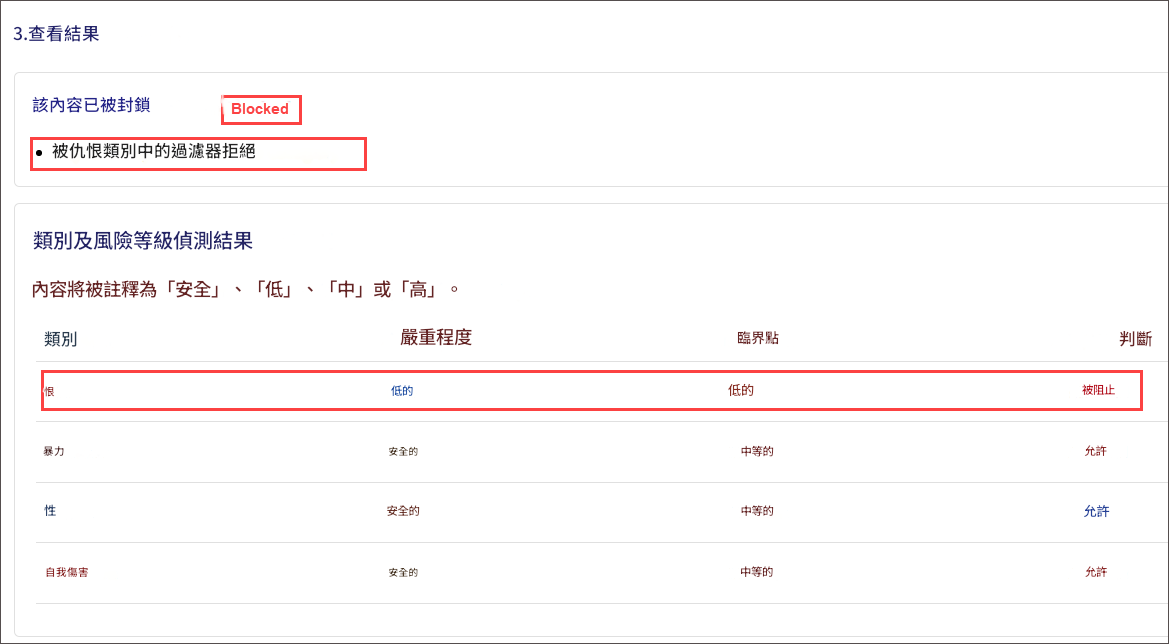 3.查看結果
該內容已被封鎖 Blocked
• 被仇恨類別中的過濾器拒絕
類別及風險等級偵測結果
內容將被註釋為「安全」、「低」、「中」或「高」。
類別 嚴重程度 臨界點 判斷
恨 低的 低的 被阻止
暴力 安全的 中等的 允許
性 安全的 中等的 允許
自我傷害 安全的 中等的 允許